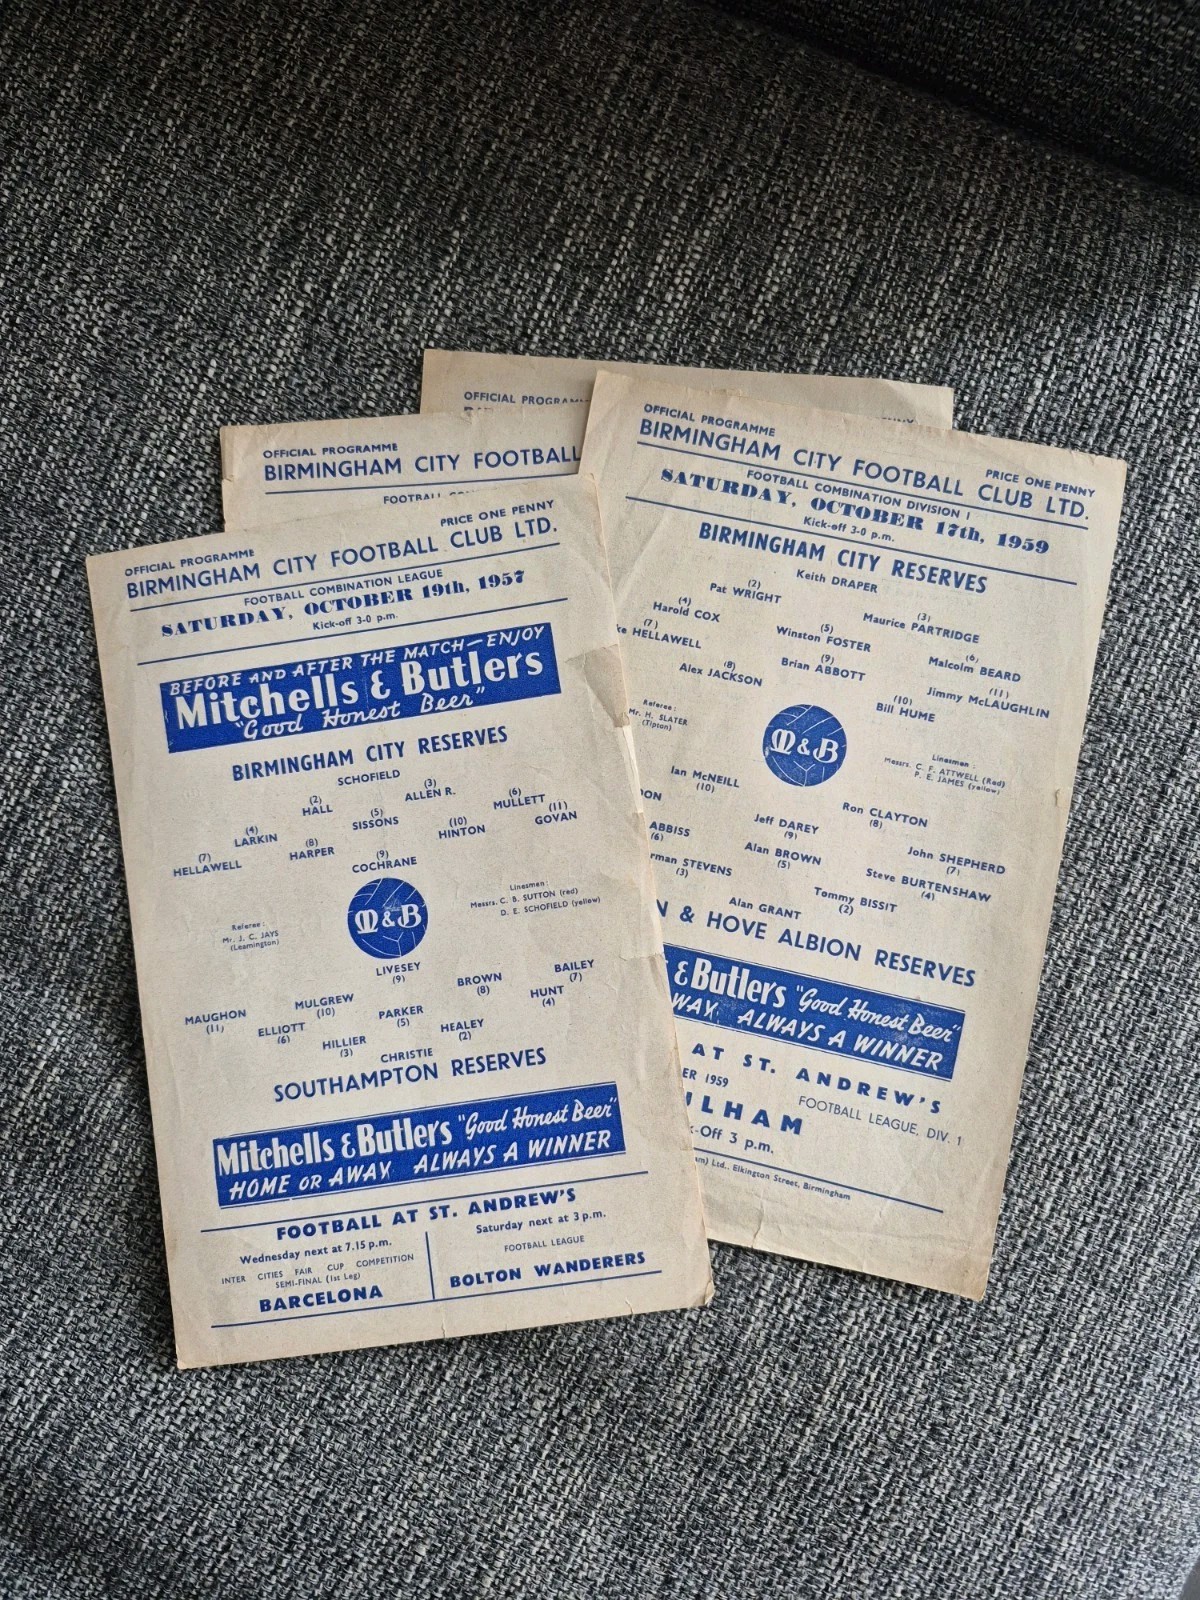 OFFICIAL PROGRAMME
OFFICIAL PROGRAMME
BIRMINGHAM CITY FOOTBALL
FOOTBALL
OFFICIAL PROGRAMME
PRICE ONE PENNY
BIRMINGHAM CITY FOOTBALL CLUB LTD.
FOOTBALL COMBINATION LEAGUE
SATURDAY, OCTOBER 19th, 1957
Kick-off 3-0 p.m.
BEFORE AND AFTER THE MATCH—ENJOY
Mitchells & Butlers
"Good Honest Beer"
BIRMINGHAM CITY RESERVES
SCHOFIELD
(2) (3)
HALL ALLEN R.
(4) (5) (6)
LARKIN SISSONS MULLETT
(7) (8) (9) (10) (11)
HELLAWELL HARPER COCHRANE HINTON GOVAN
M & B
Referee:
Mr. J. C. JAYS
(Leamington)
Linesmen:
Messrs. C. B. SUTTON (red)
D. E. SCHOFIELD (yellow)
MAUGHON MULGREW LIVESEY BROWN BAILEY
(11) (10) (9) (8) (7)
ELLIOTT PARKER HUNT
(6) (5) (4)
HILLIER HEALEY
(3) (2)
CHRISTIE
SOUTHAMPTON RESERVES
Mitchells & Butlers "Good Honest Beer"
HOME OR AWAY, ALWAYS A WINNER
FOOTBALL AT ST. ANDREW'S
Wednesday next at 7.15 p.m.
INTER CITIES FAIR CUP COMPETITION
SEMI-FINAL (1st Leg)
BARCELONA
Saturday next at 3 p.m.
FOOTBALL LEAGUE
BOLTON WANDERERS
OFFICIAL PROGRAMME
PRICE ONE PENNY
BIRMINGHAM CITY FOOTBALL CLUB LTD.
FOOTBALL COMBINATION DIVISION I
SATURDAY, OCTOBER 17th, 1959
Kick-off 3-0 p.m.
BIRMINGHAM CITY RESERVES
Keith DRAPER
(2) (3)
Pat WRIGHT Maurice PARTRIDGE
(4) (5) (6)
Harold COX Winston FOSTER Malcolm BEARD
(7) (8) (9) (10) (11)
ke HELLAWELL Alex JACKSON Brian ABBOTT Bill HUME Jimmy McLAUGHLIN
M & B
Referee:
Mr. H. SLATER
(Tipton)
Linesmen:
Messrs. C. F. ATTWELL (Red)
P. E. JAMES (yellow)
DON Ian McNEILL Jeff DAREY Ron CLAYTON John SHEPHERD
(10) (9) (8) (7)
ABBISS Alan BROWN Steve BURTENSHAW
(6) (5) (4)
rman STEVENS Tommy BISSIT
(3) (2)
Alan GRANT
N & HOVE ALBION RESERVES
& Butlers "Good Honest Beer"
WAY, ALWAYS A WINNER
AT ST. ANDREW'S
ER 1959
FOOTBALL LEAGUE, DIV. 1
ULHAM
k-Off 3 p.m.
am) Ltd., Elkington Street, Birmingham